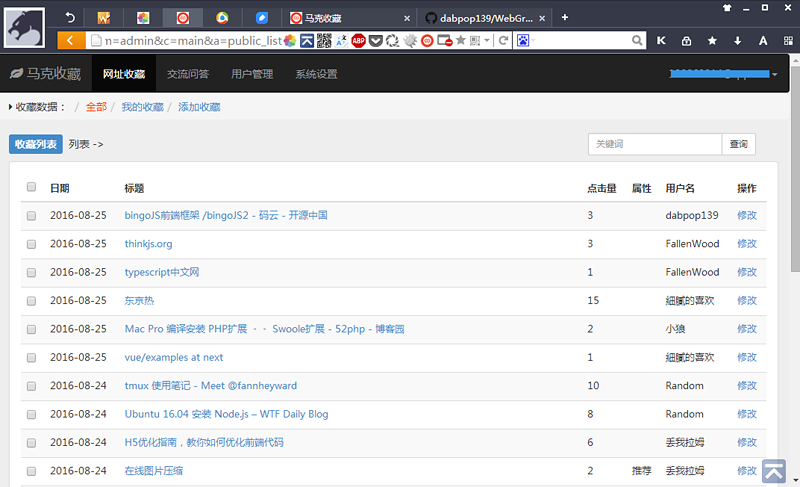 马克收藏 dabpop139/WebGr...
n=admin&c=main&a=public_list
ABP K A
马克收藏 网址收藏 交流问答 用户管理 系统设置
收藏数据： / 全部 / 我的收藏 / 添加收藏
收藏列表 列表 -> 关键词 查询
日期 标题 点击量 属性 用户名 操作
2016-08-25 bingoJS前端框架 /bingoJS2 - 码云 - 开源中国 3 dabpop139 修改
2016-08-25 thinkjs.org 3 FallenWood 修改
2016-08-25 typescript中文网 1 FallenWood 修改
2016-08-25 东京热 15 細膩的喜欢 修改
2016-08-25 Mac Pro 编译安装 PHP扩展 - - Swoole扩展 - 52php - 博客园 2 小狼 修改
2016-08-25 vue/examples at next 1 細膩的喜欢 修改
2016-08-24 tmux 使用笔记 - Meet @fannheyward 10 Random 修改
2016-08-24 Ubuntu 16.04 安装 Node.js – WTF Daily Blog 8 Random 修改
2016-08-24 H5优化指南，教你如何优化前端代码 6 丢我拉姆 修改
2016-08-24 在线图片压缩 2 推荐 丢我拉姆 修改